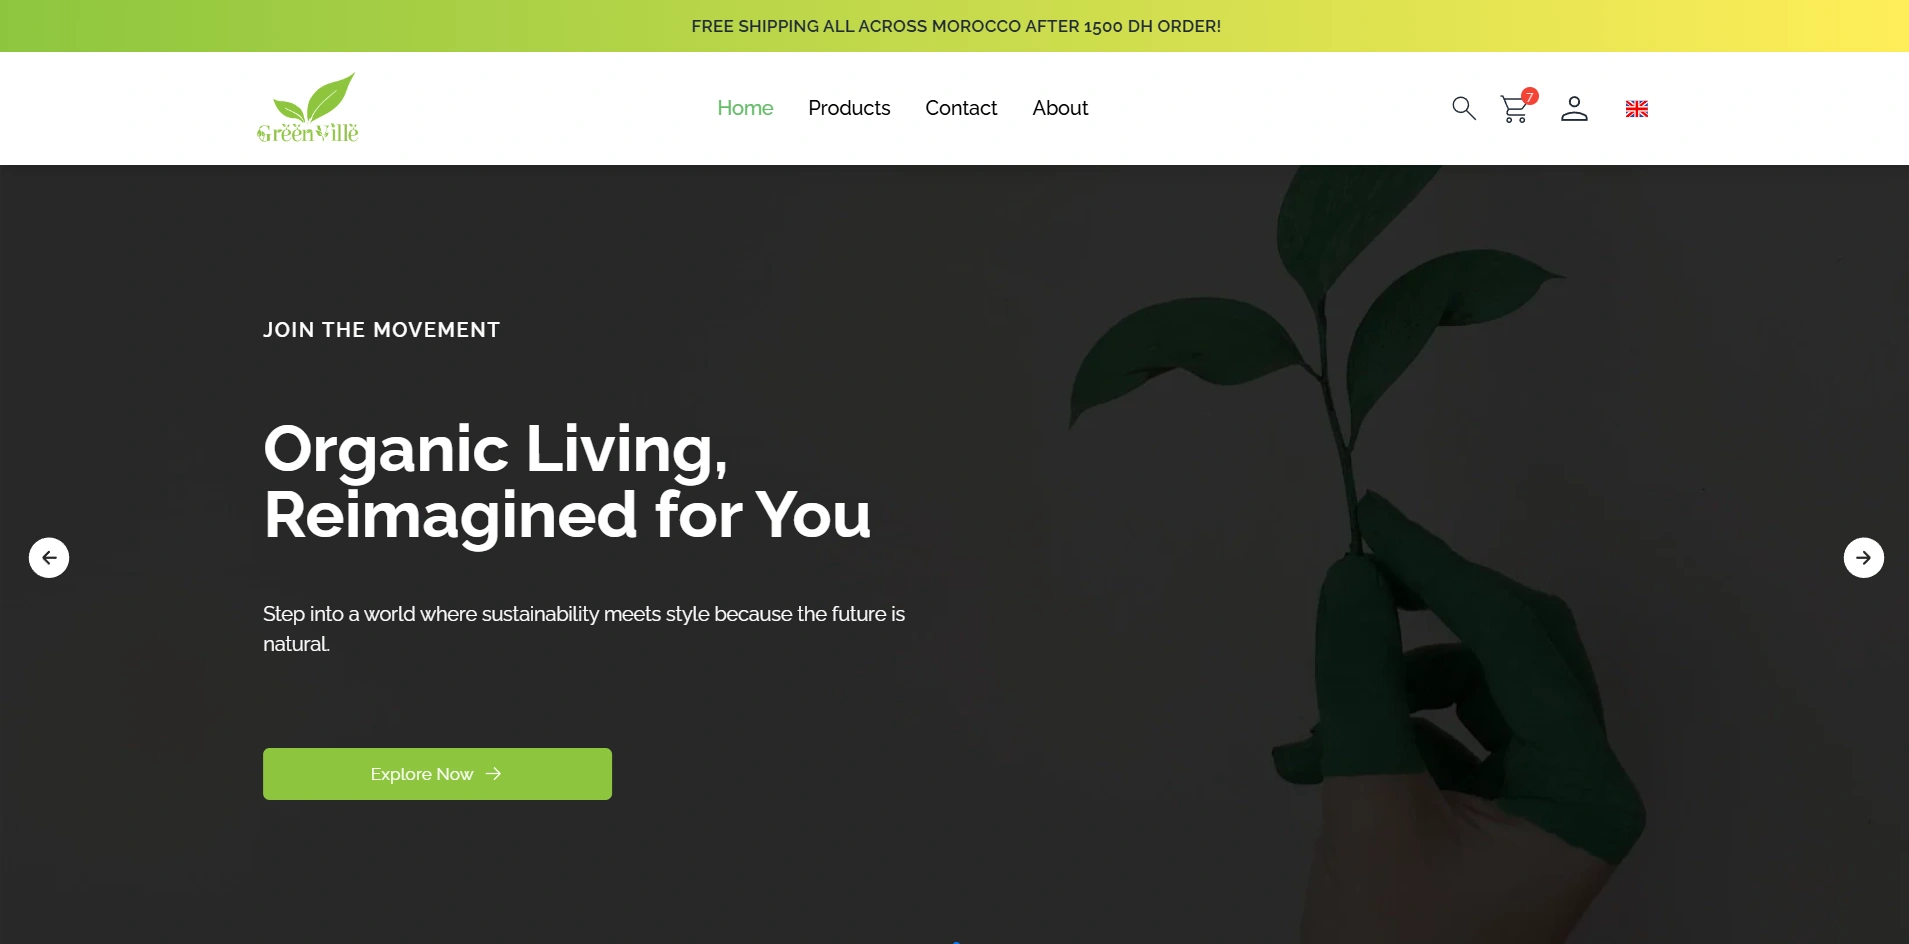 FREE SHIPPING ALL ACROSS MOROCCO AFTER 1500 DH ORDER!
GrëënVillë
Home
Products
Contact
About
7
JOIN THE MOVEMENT
Organic Living,
Reimagined for You
Step into a world where sustainability meets style because the future is
natural.
Explore Now